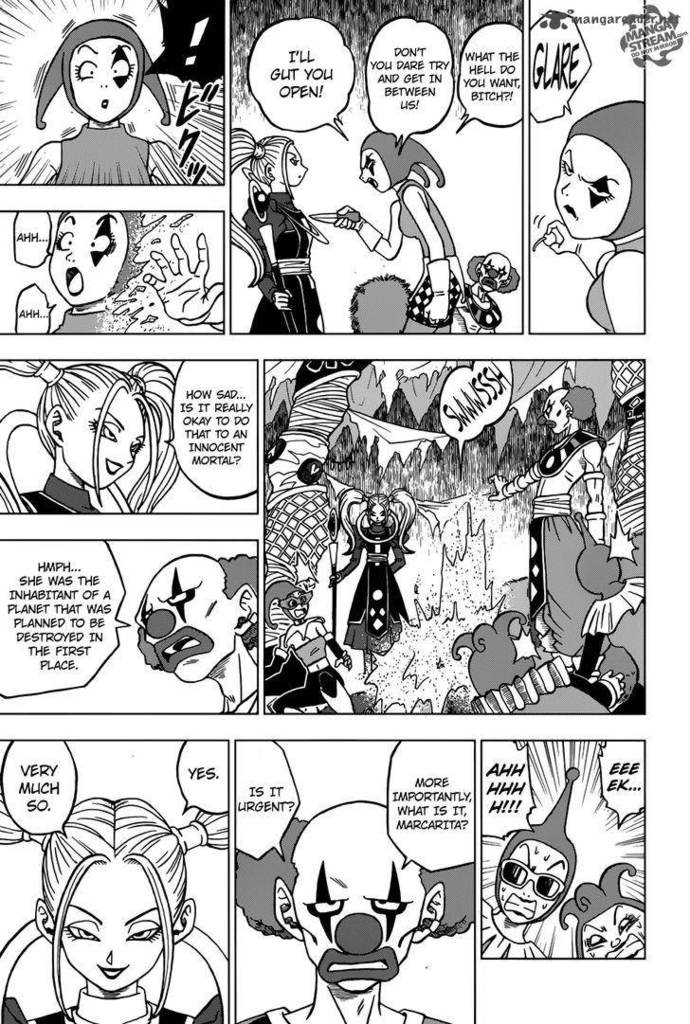 mangareader.net
MANGA
STREAM
DO NOT MIRROR
GLARE
WHAT THE
HELL DO
YOU WANT,
BITCH?!
DON'T
YOU DARE TRY
AND GET IN
BETWEEN
US!
I'LL
GUT YOU
OPEN!
!
ビクッ
AHH...
AHH...
SHHHSSSH
HOW SAD...
IS IT REALLY
OKAY TO DO
THAT TO AN
INNOCENT
MORTAL?
HMPH...
SHE WAS THE
INHABITANT OF A
PLANET THAT WAS
PLANNED TO BE
DESTROYED IN
THE FIRST
PLACE.
EEE
EK...
AHH
HHH
H!!!
MORE
IMPORTANTLY,
WHAT IS IT,
MARCARITA?
IS IT
URGENT?
YES.
VERY
MUCH
SO.